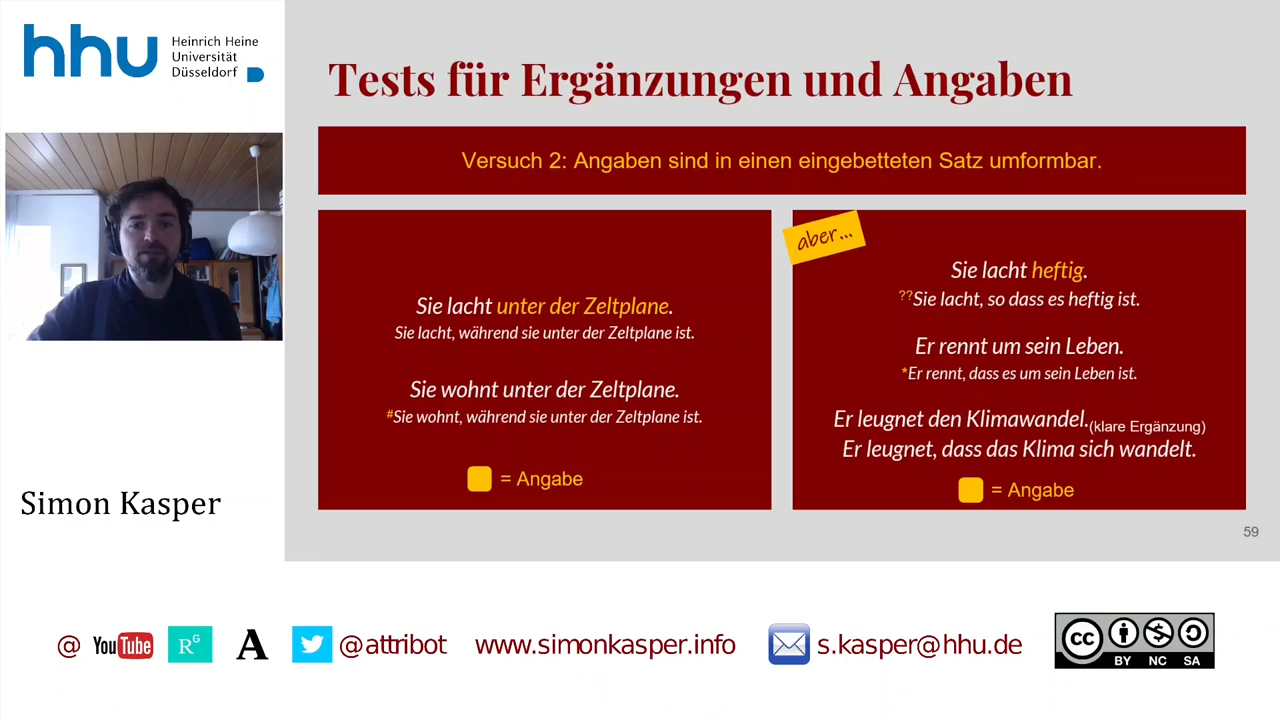 hhu Heinrich Heine
Universität
Düsseldorf
Tests für Ergänzungen und Angaben
Versuch 2: Angaben sind in einen eingebetteten Satz umformbar.
Sie lacht unter der Zeltplane.
Sie lacht, während sie unter der Zeltplane ist.
Sie wohnt unter der Zeltplane.
#Sie wohnt, während sie unter der Zeltplane ist.
= Angabe
aber...
Sie lacht heftig.
??Sie lacht, so dass es heftig ist.
Er rennt um sein Leben.
*Er rennt, dass es um sein Leben ist.
Er leugnet den Klimawandel.(klare Ergänzung)
Er leugnet, dass das Klima sich wandelt.
= Angabe
59
Simon Kasper
@ YouTube RG A @attribot www.simonkasper.info s.kasper@hhu.de cc
BY NC SA